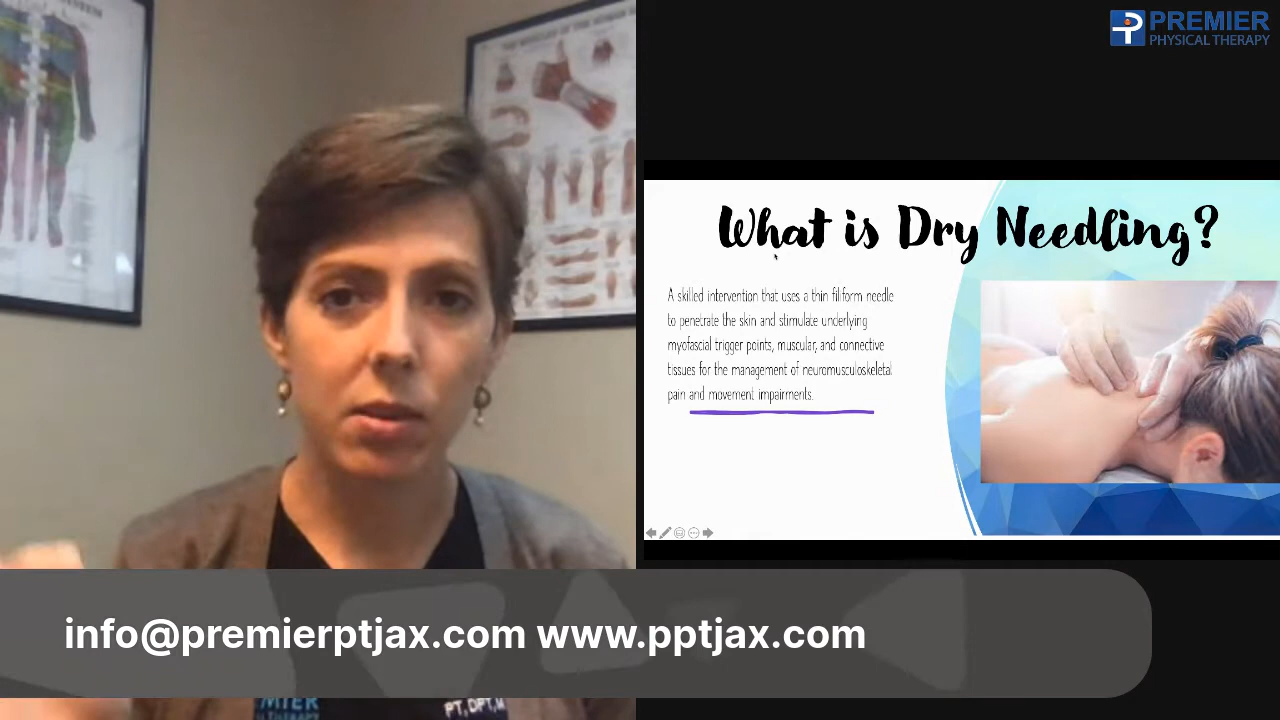 PREMIER
PHYSICAL THERAPY
What is Dry Needling?
A skilled intervention that uses a thin filiform needle
to penetrate the skin and stimulate underlying
myofascial trigger points, muscular, and connective
tissues for the management of neuromusculoskeletal
pain and movement impairments.
info@premierptjax.com www.pptjax.com
PT, DPT, M